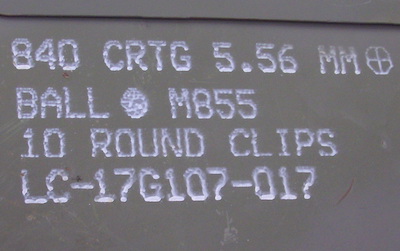 840 CRTG 5.56 MM
BALL M855
10 ROUND CLIPS
LC-17G107-017